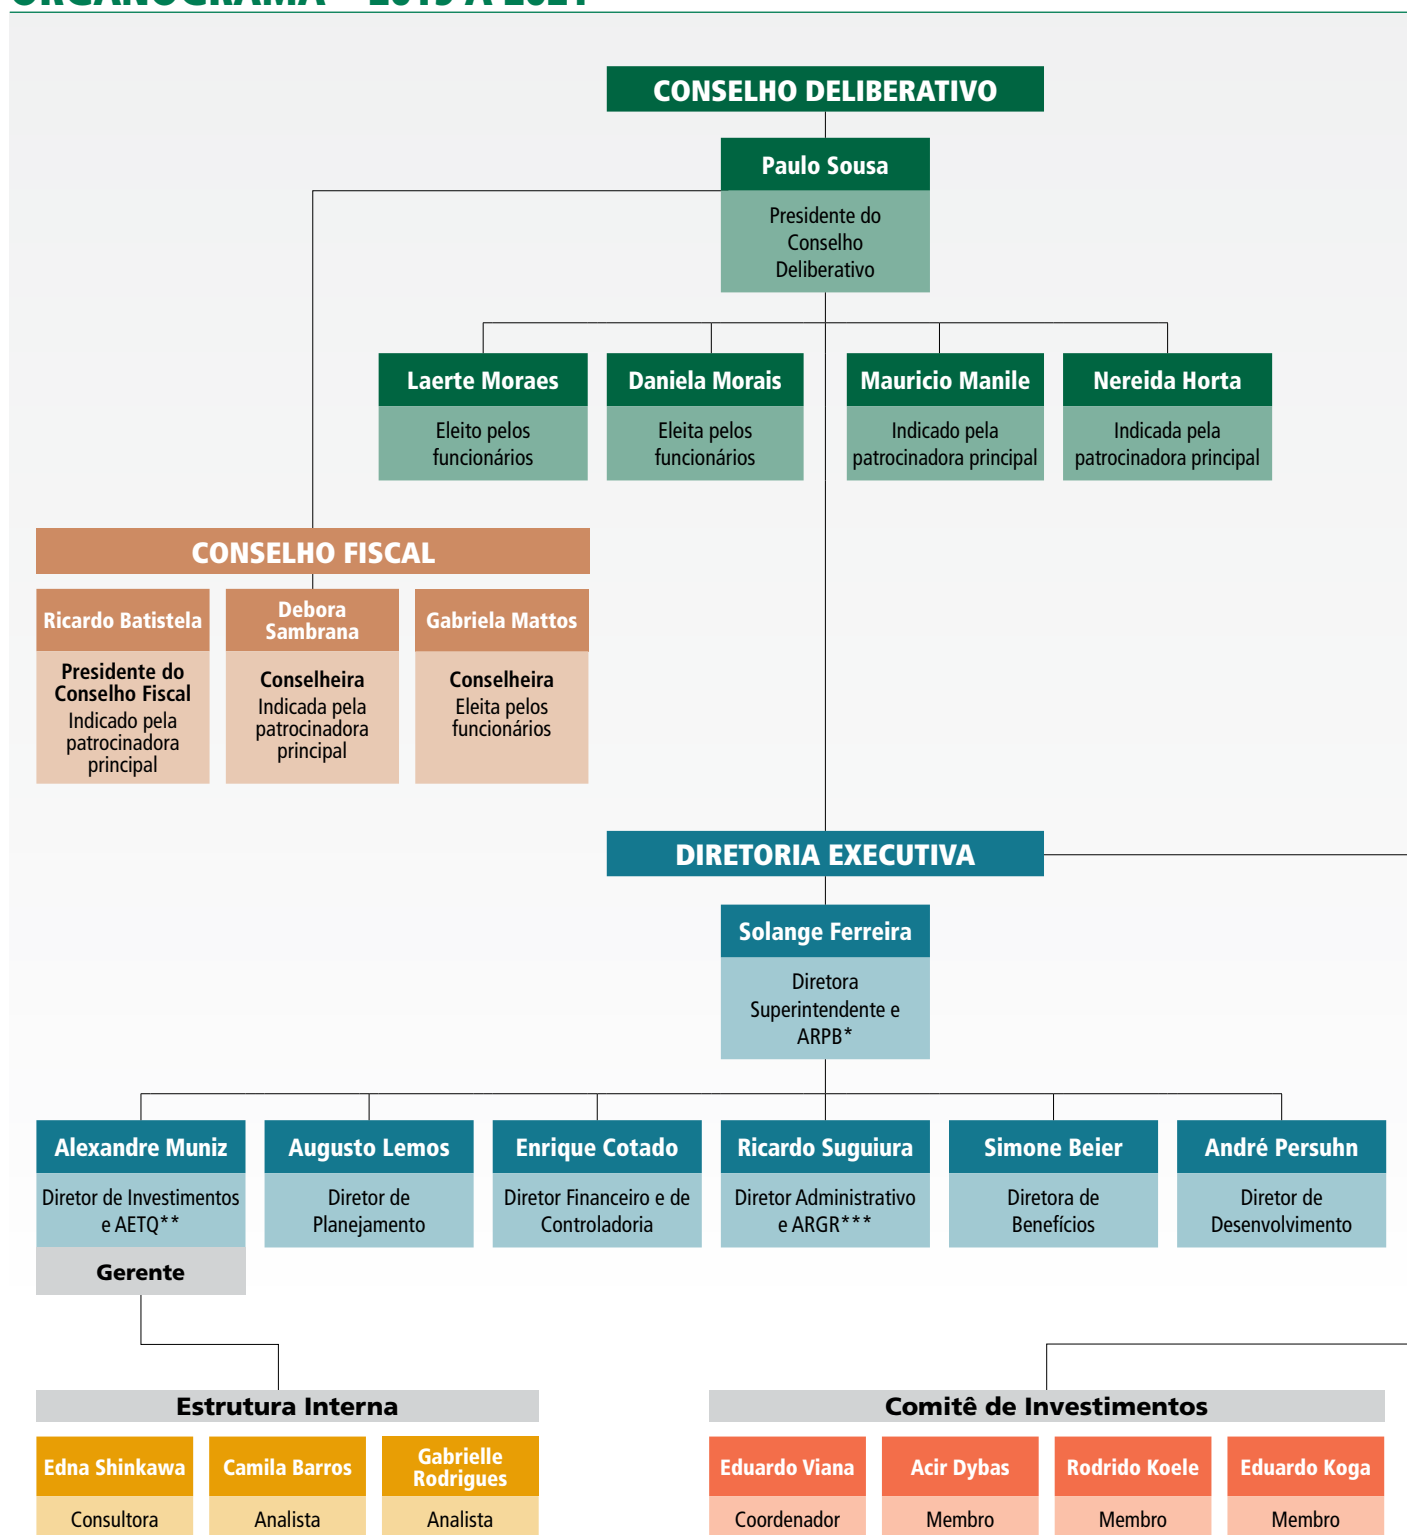 ORGANOGRAMA – 2019 A 2021
CONSELHO DELIBERATIVO
Paulo Sousa
Presidente do
Conselho
Deliberativo
Laerte Moraes
Eleito pelos
funcionários
Daniela Morais
Eleita pelos
funcionários
Mauricio Manile
Indicado pela
patrocinadora principal
Nereida Horta
Indicada pela
patrocinadora principal
CONSELHO FISCAL
Ricardo Batistela
Presidente do
Conselho Fiscal
Indicado pela
patrocinadora
principal
Debora
Sambrana
Conselheira
Indicada pela
patrocinadora
principal
Gabriela Mattos
Conselheira
Eleita pelos
funcionários
DIRETORIA EXECUTIVA
Solange Ferreira
Diretora
Superintendente e
ARPB*
Alexandre Muniz
Diretor de Investimentos
e AETQ**
Gerente
Augusto Lemos
Diretor de
Planejamento
Enrique Cotado
Diretor Financeiro e de
Controladoria
Ricardo Suguiura
Diretor Administrativo
e ARGR***
Simone Beier
Diretora de
Benefícios
André Persuhn
Diretor de
Desenvolvimento
Estrutura Interna
Edna Shinkawa
Consultora
Camila Barros
Analista
Gabrielle
Rodrigues
Analista
Comitê de Investimentos
Eduardo Viana
Coordenador
Acir Dybas
Membro
Rodrido Koele
Membro
Eduardo Koga
Membro